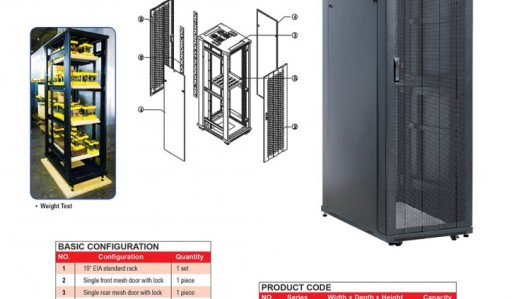 + Weight Test
BASIC CONFIGURATION
NO. Configuration Quantity
1 19" EIA standard rack 1 set
2 Single front mesh door with lock 1 piece
3 Single rear mesh door with lock 1 piece
PRODUCT CODE
NO. Series Width x Depth x Height Capacity